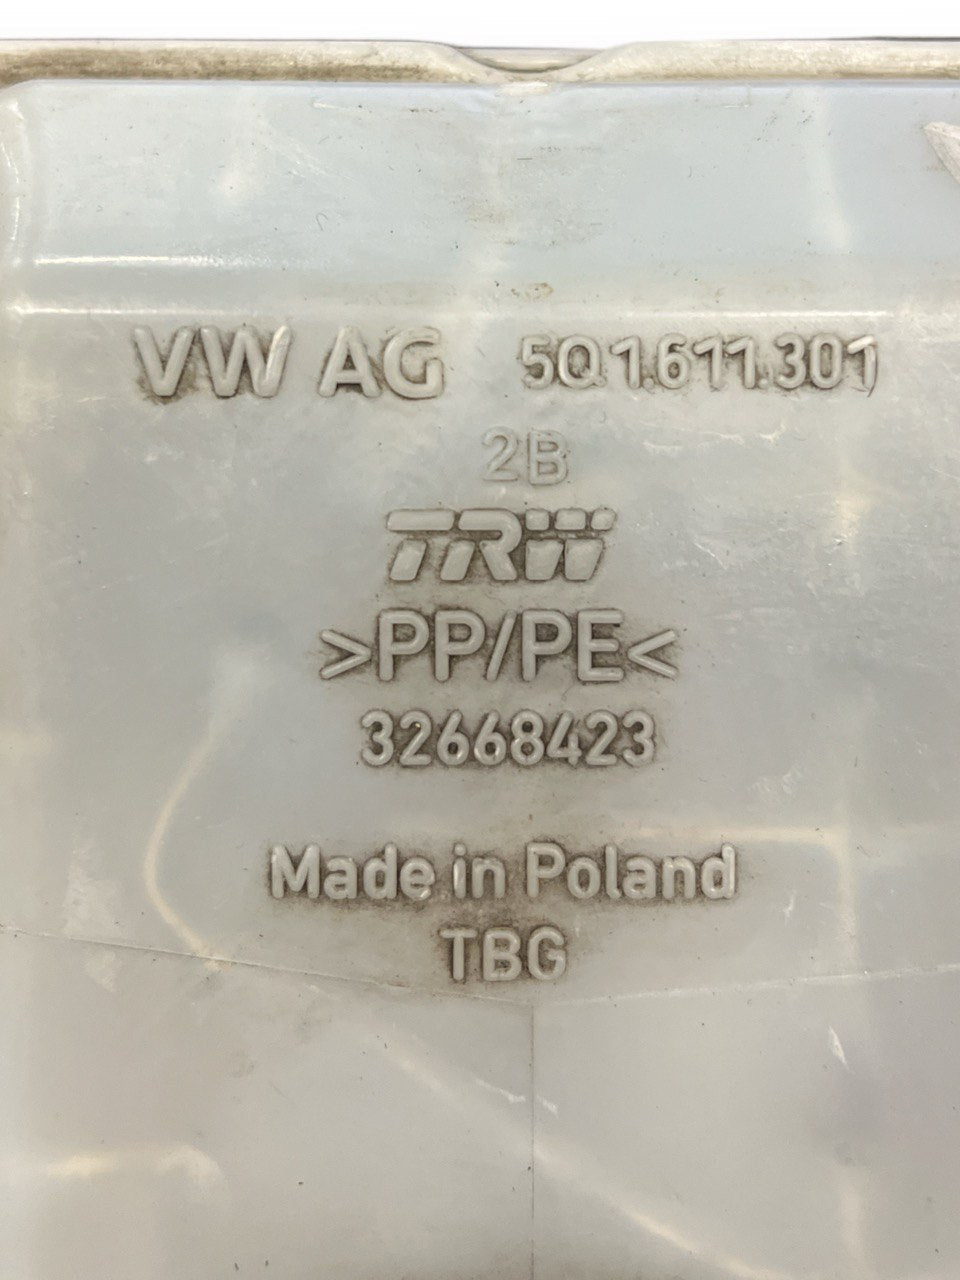 VW AG 5Q1.611.301
2B
TRW
>PP/PE<
32668423
Made in Poland
TBG